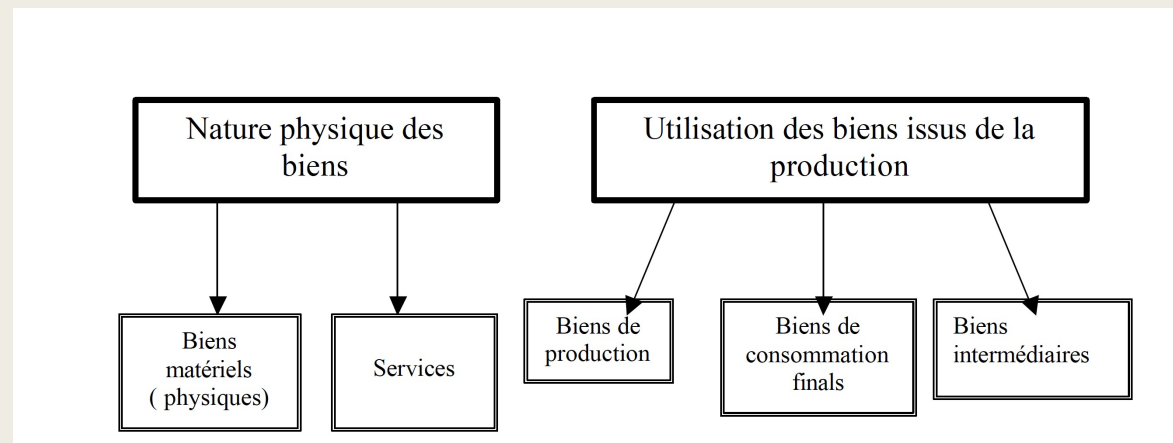 Nature physique des
biens
Utilisation des biens issus de la
production
Biens
matériels
( physiques)
Services
Biens de
production
Biens de
consommation
finals
Biens
intermédiaires